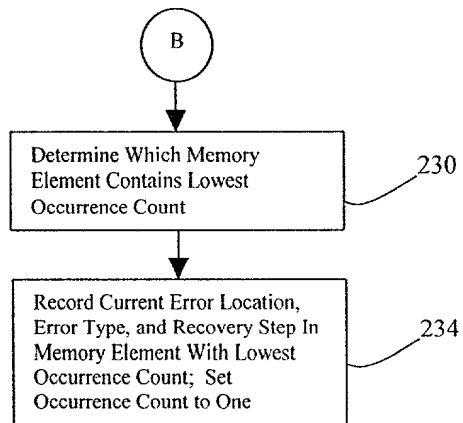 B
Determine Which Memory
Element Contains Lowest
Occurrence Count
230
Record Current Error Location,
Error Type, and Recovery Step In
Memory Element With Lowest
Occurrence Count; Set
Occurrence Count to One
234